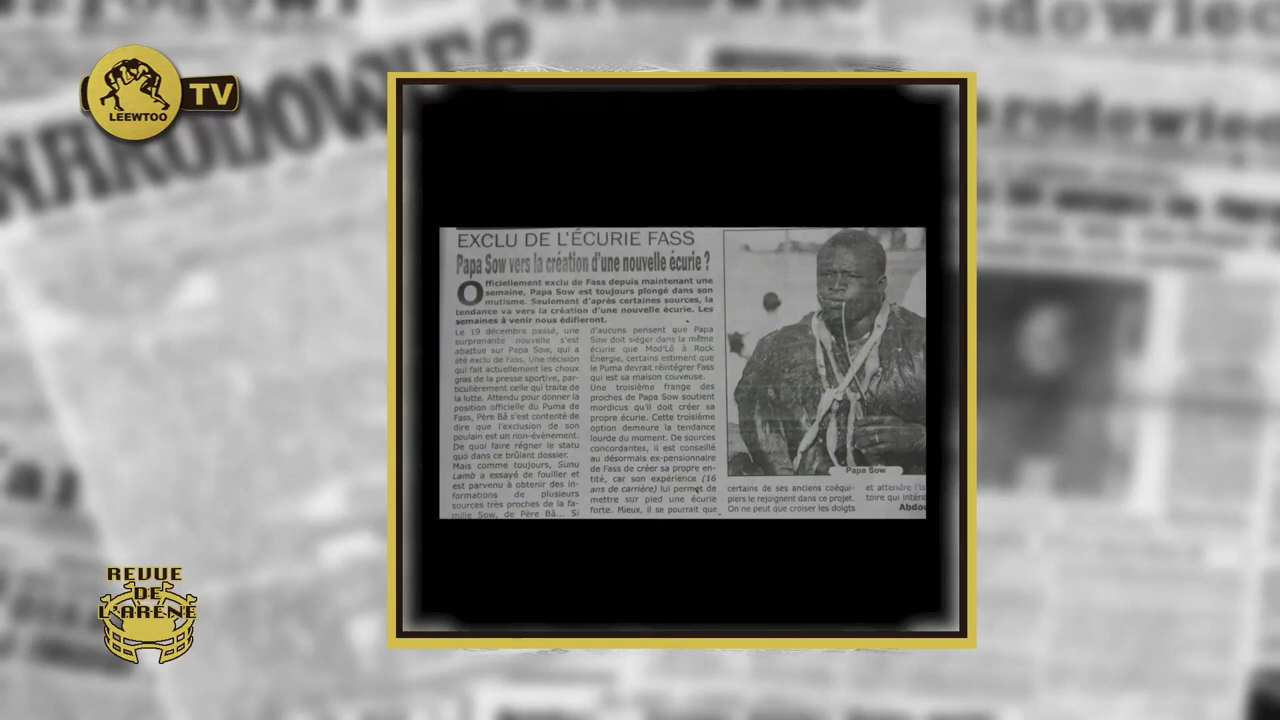 LEEWTOO
TV
EXCLU DE L'ÉCURIE FASS
Papa Sow vers la création d'une nouvelle écurie ?
Officiellement exclu de Fass depuis maintenant une
semaine, Papa Sow est toujours plongé dans son
mutisme. Seulement d'après certaines sources, la
tendance va vers la création d'une nouvelle écurie. Les
semaines à venir nous édifieront.
Le 19 décembre passé, une
surprenante nouvelle s'est
abattue sur Papa Sow, qui a
été exclu de Fass. Une décision
qui fait actuellement les choux
gras de la presse sportive, par-
ticulièrement celle qui traite de
la lutte. Attendu pour donner la
position officielle du Puma de
Fass, Père Bâ s'est contenté de
dire que l'exclusion de son
poulain est un non-évènement.
De quoi faire régner le statu
quo dans ce brûlant dossier.
Mais comme toujours, Sunu
Lamb a essayé de fouiller et
est parvenu à obtenir des in-
formations de plusieurs
sources très proches de la fa-
mille Sow, de Père Bâ... Si
d'aucuns pensent que Papa
Sow doit siéger dans la même
écurie que Mod'Lô à Rock
Énergie, certains estiment que
le Puma devrait réintégrer Fass
qui est sa maison couveuse.
Une troisième frange des
proches de Papa Sow soutient
mordicus qu'il doit créer sa
propre écurie. Cette troisième
option demeure la tendance
lourde du moment. De sources
concordantes, il est conseillé
au désormais ex-pensionnaire
de Fass de créer sa propre en-
tité, car son expérience (16
ans de carrière) lui permet de
mettre sur pied une écurie
forte. Mieux, il se pourrait que
Papa Sow
certains de ses anciens coéqui-
piers le rejoignent dans ce projet.
On ne peut que croiser les doigts
et attendre l'is
toire qui intére
Abdou
REVUE
DE
L'ARÈNE
NARODOWIEC
rodowiec